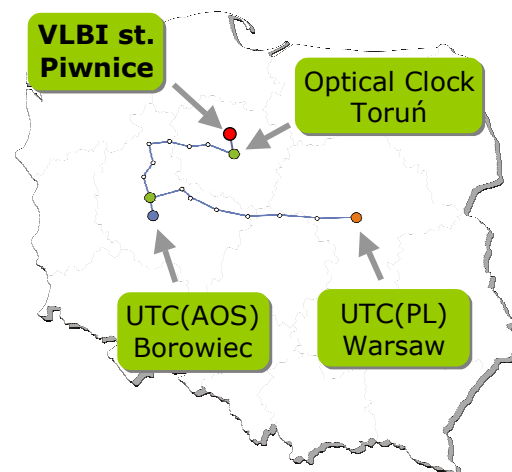 VLBI st.
Piwnice
Optical Clock
Toruń
UTC(AOS)
Borowiec
UTC(PL)
Warsaw